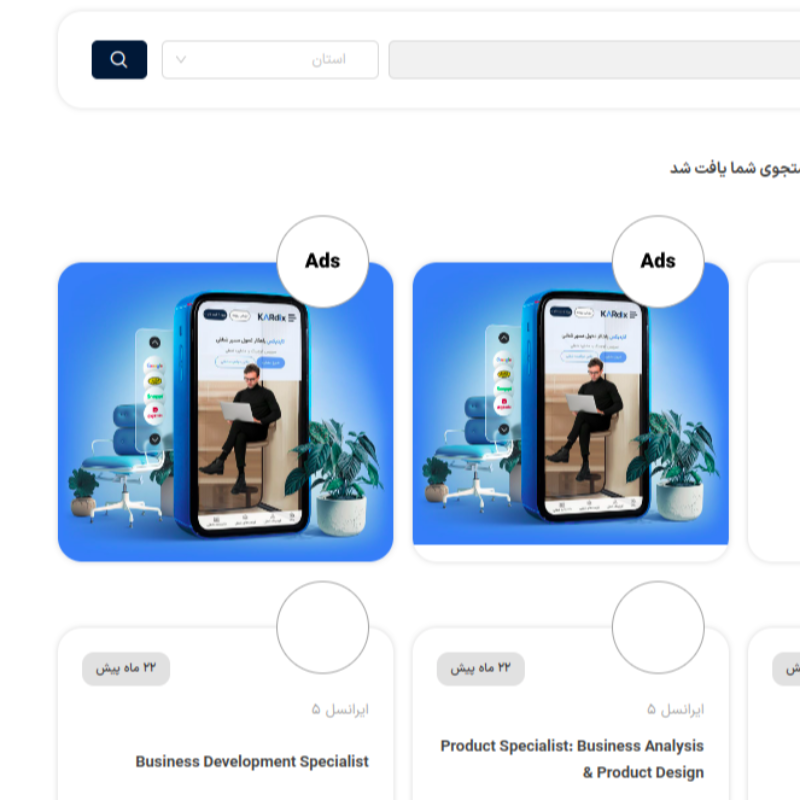 استان
جستجوی شما یافت شد
Ads
Ads
KARdix
KARdix
۲۲ ماه پیش
۲۲ ماه پیش
ایرانسل ۵
ایرانسل ۵
Product Specialist: Business Analysis
& Product Design
Business Development Specialist